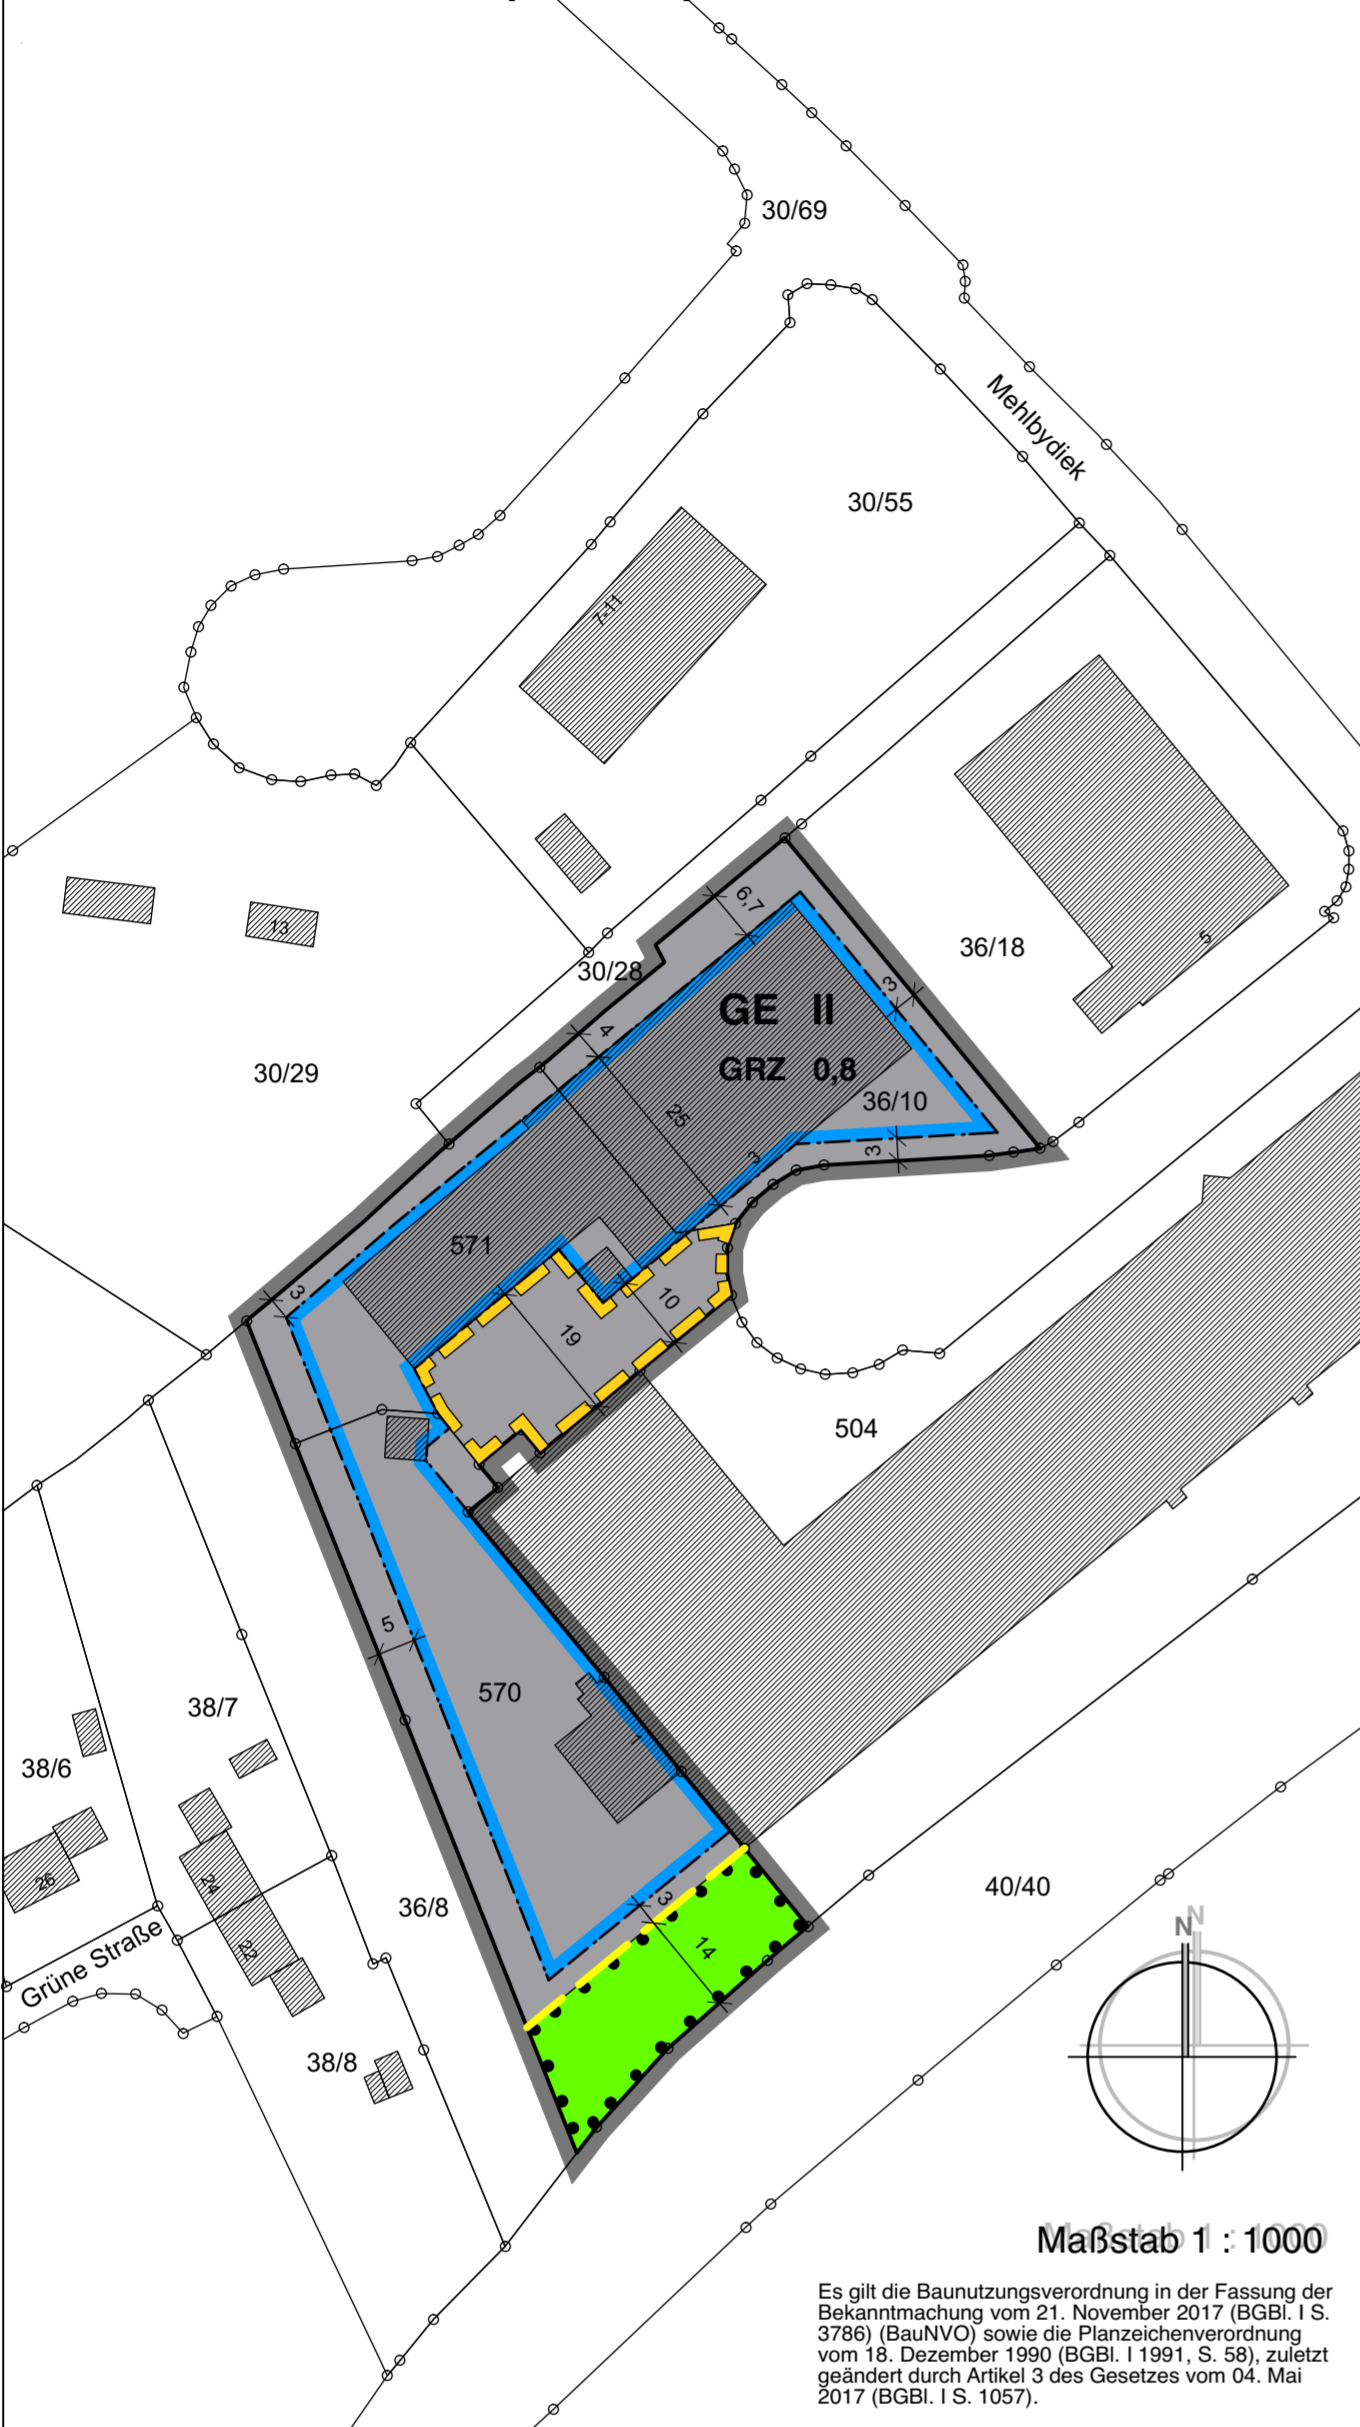 30/69
Mehlbydiek
30/55
7-11
6,7
13
36/18
5
30/28
3
GE II
4
GRZ 0,8
30/29
36/10
25
3
3
571
3
10
19
504
5
570
38/7
1
38/6
26
24
36/8
40/40
3
14
N
N
Grüne Straße
22
38/8
Maßstab 1 : 1000
Es gilt die Baunutzungsverordnung in der Fassung der
Bekanntmachung vom 21. November 2017 (BGBl. I S.
3786) (BauNVO) sowie die Planzeichenverordnung
vom 18. Dezember 1990 (BGBl. I 1991, S. 58), zuletzt
geändert durch Artikel 3 des Gesetzes vom 04. Mai
2017 (BGBl. I S. 1057).